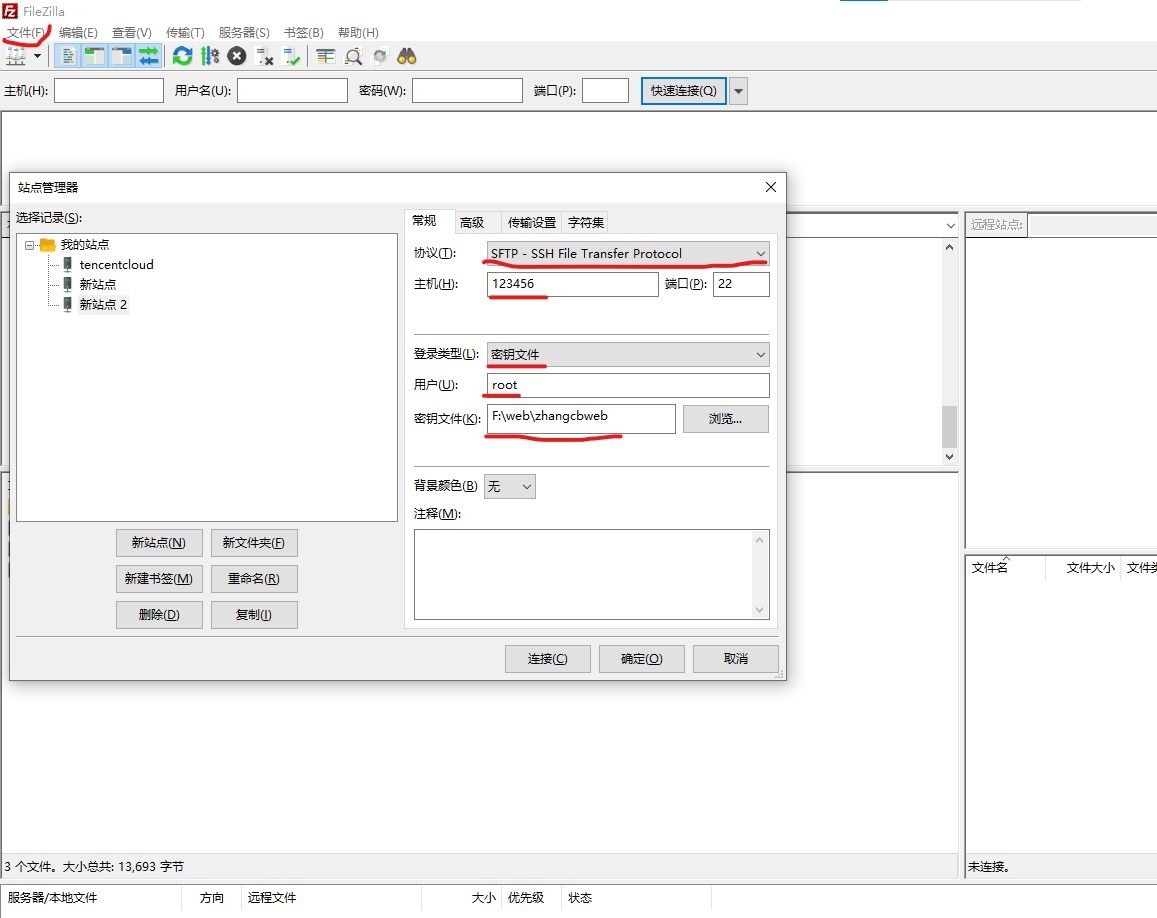 FileZilla
文件(F) 编辑(E) 查看(V) 传输(T) 服务器(S) 书签(B) 帮助(H)
主机(H): 用户名(U): 密码(W): 端口(P): 快速连接(Q)
站点管理器
选择记录(S):
我的站点
tencentcloud
新站点
新站点 2
新站点(N) 新文件夹(F)
新建书签(M) 重命名(R)
删除(D) 复制(I)
常规 高级 传输设置 字符集
协议(T): SFTP - SSH File Transfer Protocol
主机(H): 123456 端口(P): 22
登录类型(L): 密钥文件
用户(U): root
密钥文件(K): F:\web\zhangcbweb 浏览...
背景颜色(B) 无
注释(M):
连接(C) 确定(O) 取消
远程站点:
文件名 文件大小 文件类
3 个文件。大小总共: 13,693 字节
未连接。
服务器/本地文件 方向 远程文件 大小 优先级 状态